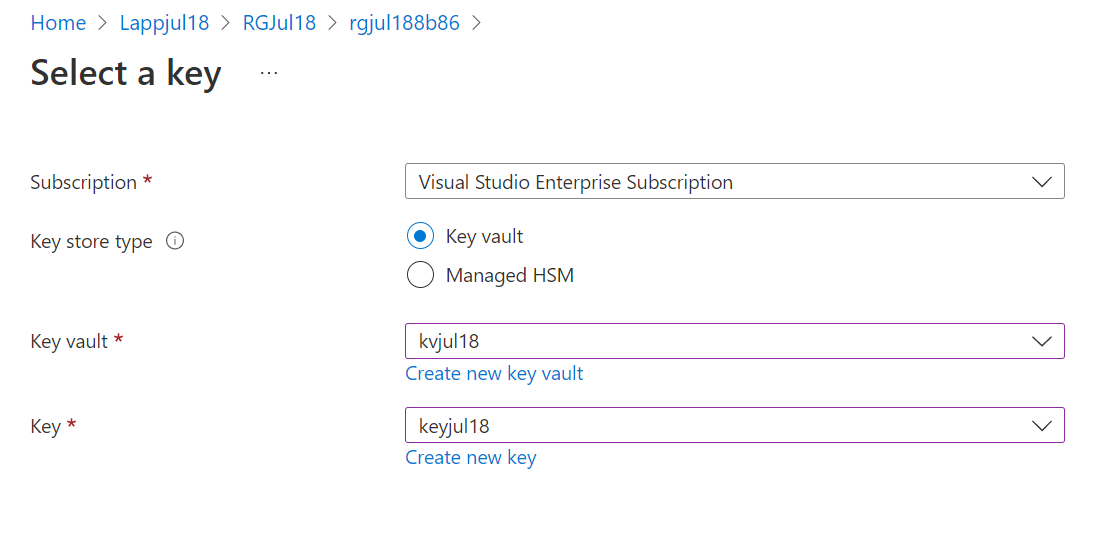 Home > Lappjul18 > RGJul18 > rgjul188b86 >
Select a key ...
Subscription * Visual Studio Enterprise Subscription
Key store type Key vault
Managed HSM
Key vault * kvjul18
Create new key vault
Key * keyjul18
Create new key